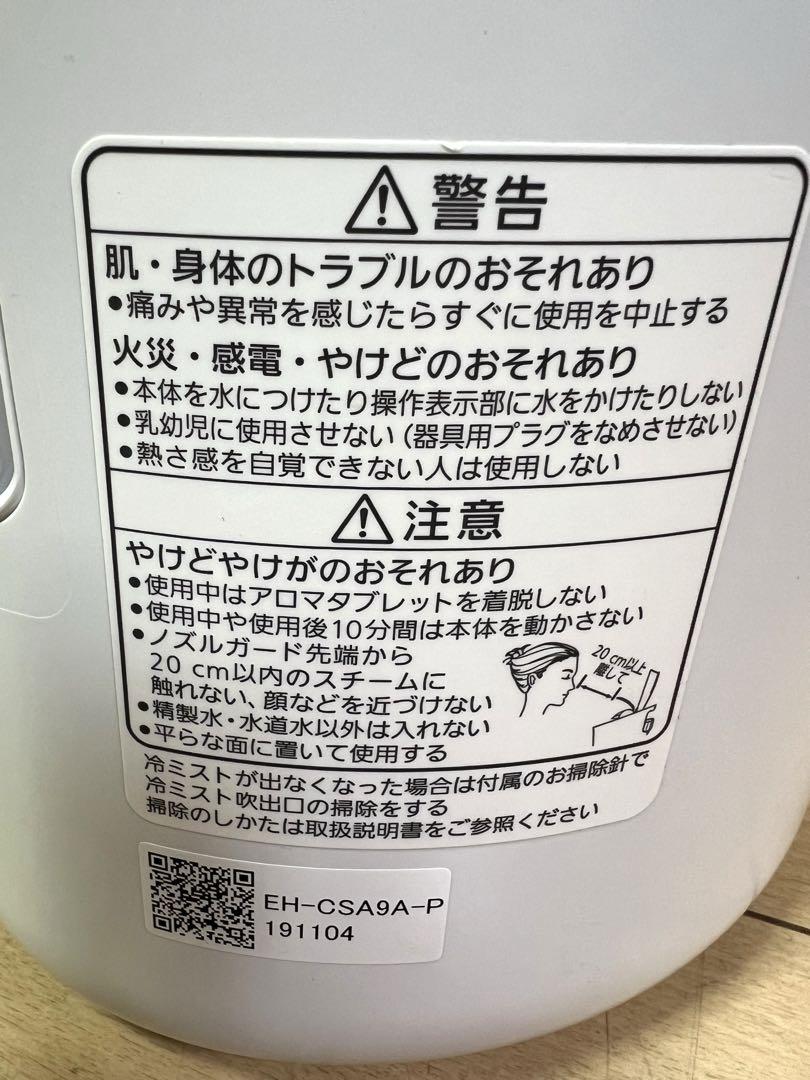 警告
肌・身体のトラブルのおそれあり
●痛みや異常を感じたらすぐに使用を中止する
火災・感電・やけどのおそれあり
●本体を水につけたり操作表示部に水をかけたりしない
●乳幼児に使用させない（器具用プラグをなめさせない）
●熱さ感を自覚できない人は使用しない
注意
やけどやけがのおそれあり
●使用中はアロマタブレットを着脱しない
●使用中や使用後10分間は本体を動かさない
●ノズルガード先端から
20 cm以内のスチームに
触れない、顔などを近づけない
20 cm以上
離して
●精製水・水道水以外は入れない
●平らな面に置いて使用する
冷ミストが出なくなった場合は付属のお掃除針で
冷ミスト吹出口の掃除をする
掃除のしかたは取扱説明書をご参照ください
EH-CSA9A-P
191104